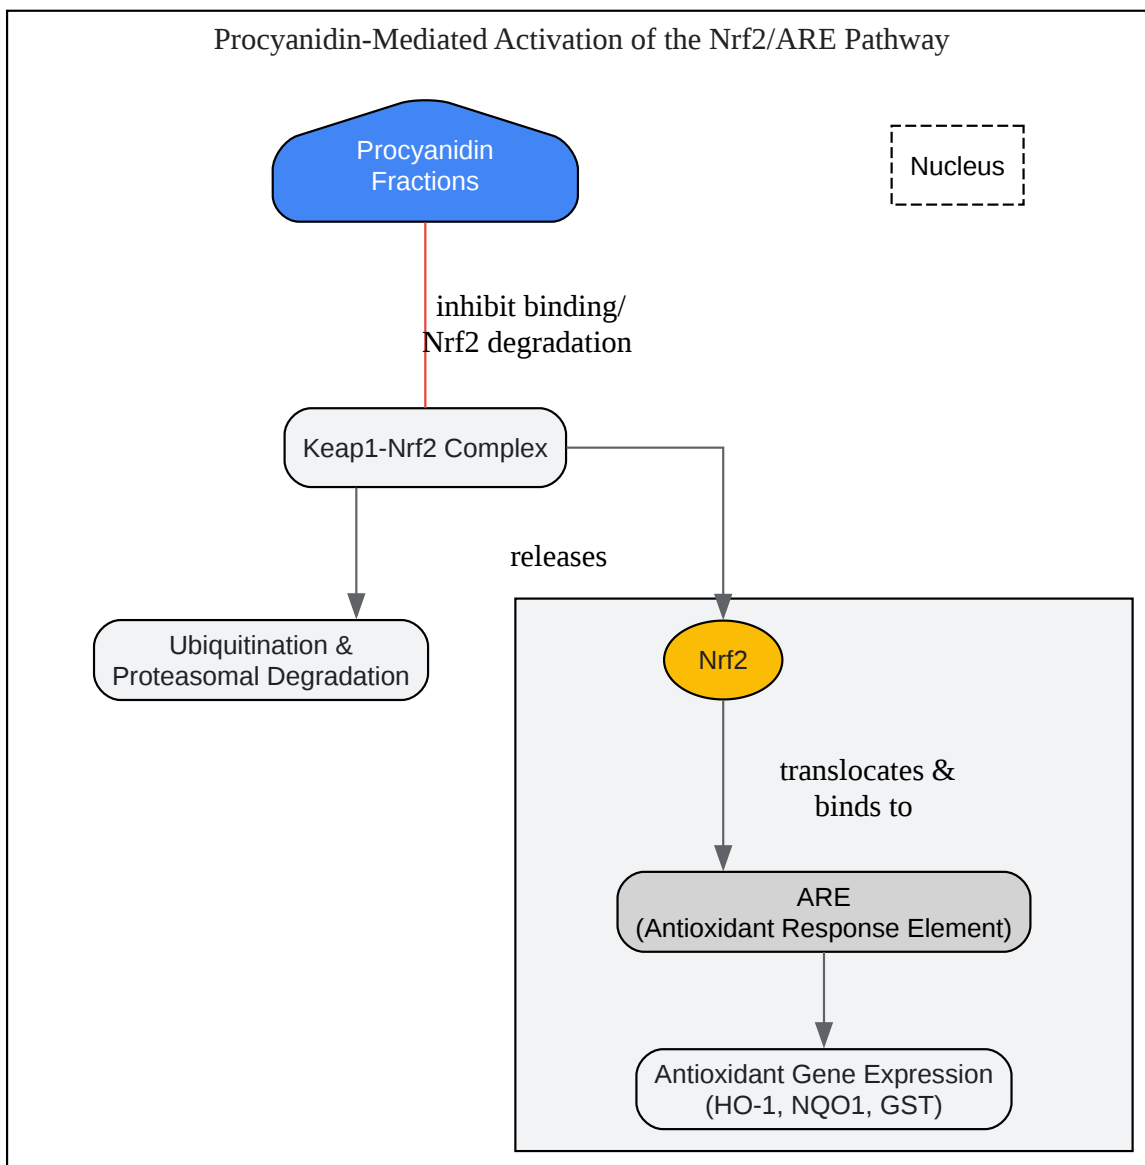 Procyanidin-Mediated Activation of the Nrf2/ARE Pathway
Procyanidin
Fractions
Nucleus
inhibit binding/
Nrf2 degradation
Keap1-Nrf2 Complex
releases
Ubiquitination &
Proteasomal Degradation
Nrf2
translocates &
binds to
ARE
(Antioxidant Response Element)
Antioxidant Gene Expression
(HO-1, NQO1, GST)